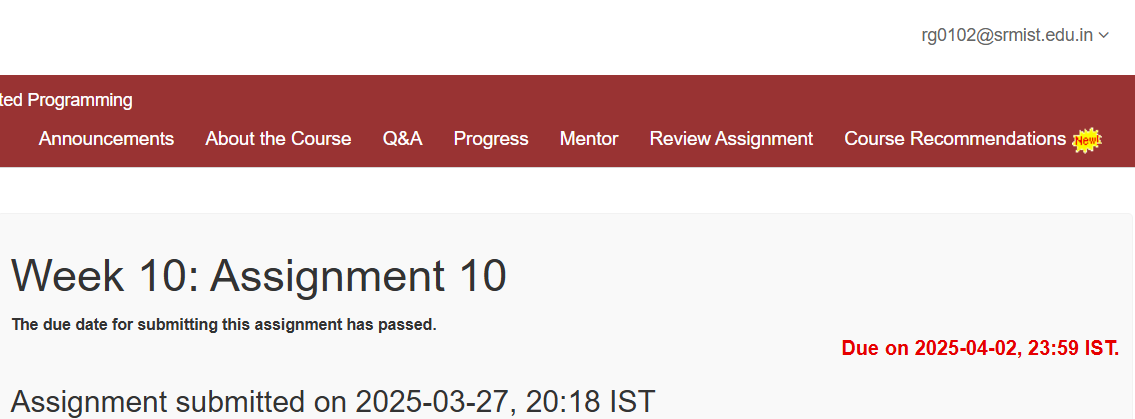 rg0102@srmist.edu.in
ted Programming
Announcements About the Course Q&A Progress Mentor Review Assignment Course Recommendations New!
Week 10: Assignment 10
The due date for submitting this assignment has passed.
Due on 2025-04-02, 23:59 IST.
Assignment submitted on 2025-03-27, 20:18 IST